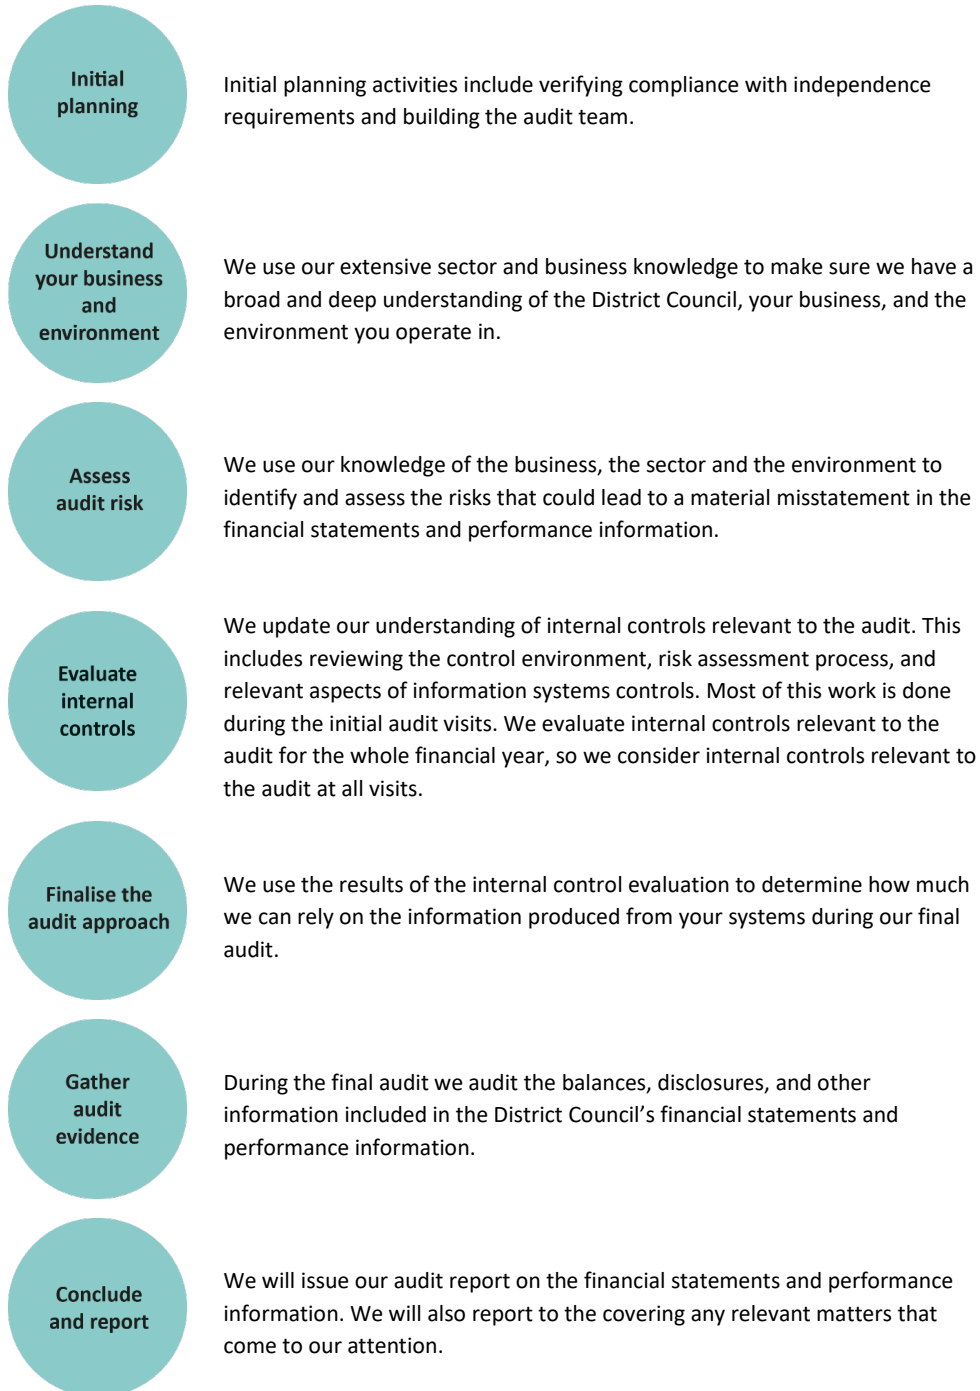 Initial
planning
Initial planning activities include verifying compliance with independence
requirements and building the audit team.
Understand
your business
and
environment
We use our extensive sector and business knowledge to make sure we have a
broad and deep understanding of the District Council, your business, and the
environment you operate in.
Assess
audit risk
We use our knowledge of the business, the sector and the environment to
identify and assess the risks that could lead to a material misstatement in the
financial statements and performance information.
Evaluate
internal
controls
We update our understanding of internal controls relevant to the audit. This
includes reviewing the control environment, risk assessment process, and
relevant aspects of information systems controls. Most of this work is done
during the initial audit visits. We evaluate internal controls relevant to the
audit for the whole financial year, so we consider internal controls relevant to
the audit at all visits.
Finalise the
audit approach
We use the results of the internal control evaluation to determine how much
we can rely on the information produced from your systems during our final
audit.
Gather
audit
evidence
During the final audit we audit the balances, disclosures, and other
information included in the District Council’s financial statements and
performance information.
Conclude
and report
We will issue our audit report on the financial statements and performance
information. We will also report to the covering any relevant matters that
come to our attention.